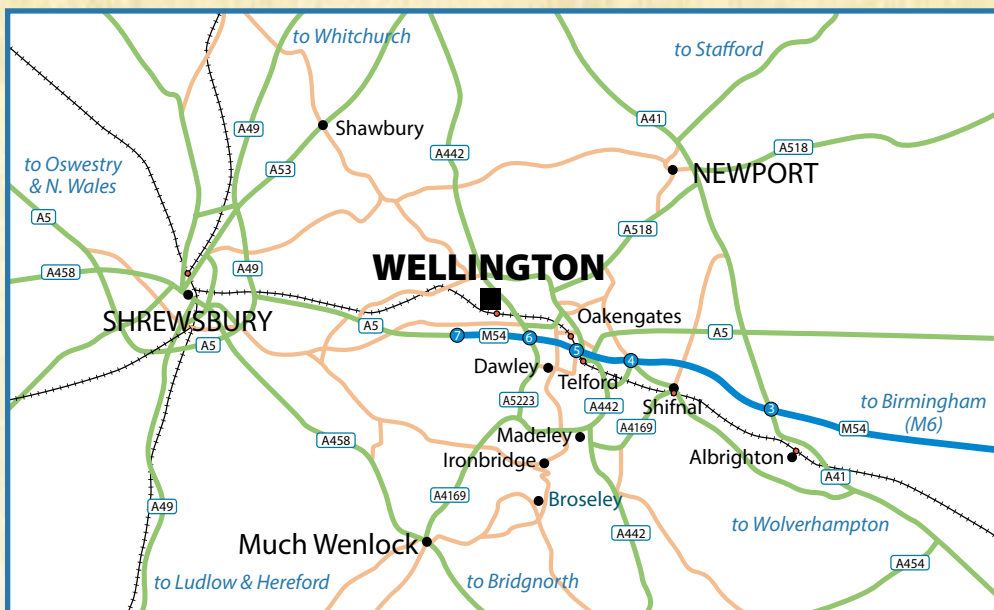 to Whitchurch
to Stafford
A41
A49
Shawbury
A442
A518
to Oswestry
& N. Wales
A53
NEWPORT
A5
A518
A458
A49
WELLINGTON
SHREWSBURY
A5
Oakengates
A5
7
M54
6
5
4
A5
Dawley
Telford
A5223
A442
Shifnal
3
to Birmingham
(M6)
M54
A458
Madeley
A4169
Ironbridge
Albrighton
A41
A4169
Broseley
A49
A442
to Wolverhampton
Much Wenlock
A454
to Ludlow & Hereford
to Bridgnorth